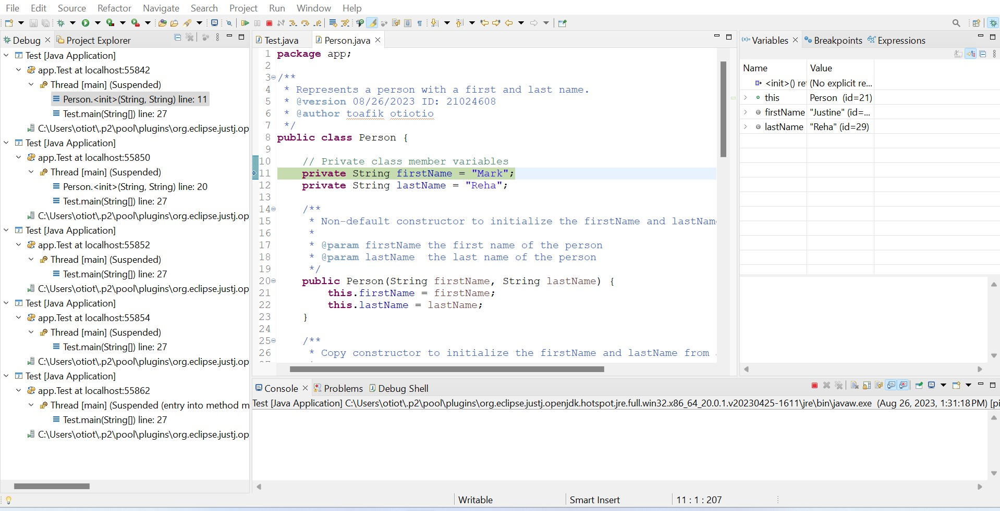 File Edit Source Refactor Navigate Search Project Run Window Help
Debug Project Explorer
Test [Java Application]
app.Test at localhost:55842
Thread [main] (Suspended)
Person.<init>(String, String) line: 11
Test.main(String[]) line: 27
C:\Users\otiot\.p2\pool\plugins\org.eclipse.justj.op
Test [Java Application]
app.Test at localhost:55850
Thread [main] (Suspended)
Person.<init>(String, String) line: 20
Test.main(String[]) line: 27
C:\Users\otiot\.p2\pool\plugins\org.eclipse.justj.op
Test [Java Application]
app.Test at localhost:55852
Thread [main] (Suspended)
Test.main(String[]) line: 27
C:\Users\otiot\.p2\pool\plugins\org.eclipse.justj.op
Test [Java Application]
app.Test at localhost:55854
Thread [main] (Suspended)
Test.main(String[]) line: 27
C:\Users\otiot\.p2\pool\plugins\org.eclipse.justj.op
Test [Java Application]
app.Test at localhost:55862
Thread [main] (Suspended (entry into method m
Test.main(String[]) line: 27
C:\Users\otiot\.p2\pool\plugins\org.eclipse.justj.op
Test.java Person.java
1 package app;
2
3 /**
4 * Represents a person with a first and last name.
5 * @version 08/26/2023 ID: 21024608
6 * @author toafik otiotio
7 */
8 public class Person {
9
10 // Private class member variables
11 private String firstName = "Mark";
12 private String lastName = "Reha";
13
14 /**
15 * Non-default constructor to initialize the firstName and lastNam
16 *
17 * @param firstName the first name of the person
18 * @param lastName the last name of the person
19 */
20 public Person(String firstName, String lastName) {
21 this.firstName = firstName;
22 this.lastName = lastName;
23 }
24
25 /**
26 * Copy constructor to initialize the firstName and lastName from
Variables Breakpoints Expressions
Name Value
<init>() ret (No explicit re...
this Person (id=21)
firstName "Justine" (id=...
lastName "Reha" (id=29)
Console Problems Debug Shell
Test [Java Application] C:\Users\otiot\.p2\pool\plugins\org.eclipse.justj.openjdk.hotspot.jre.full.win32.x86_64_20.0.1.v20230425-1611\jre\bin\javaw.exe (Aug 26, 2023, 1:31:18 PM) [pi
Writable Smart Insert 11 : 1 : 207